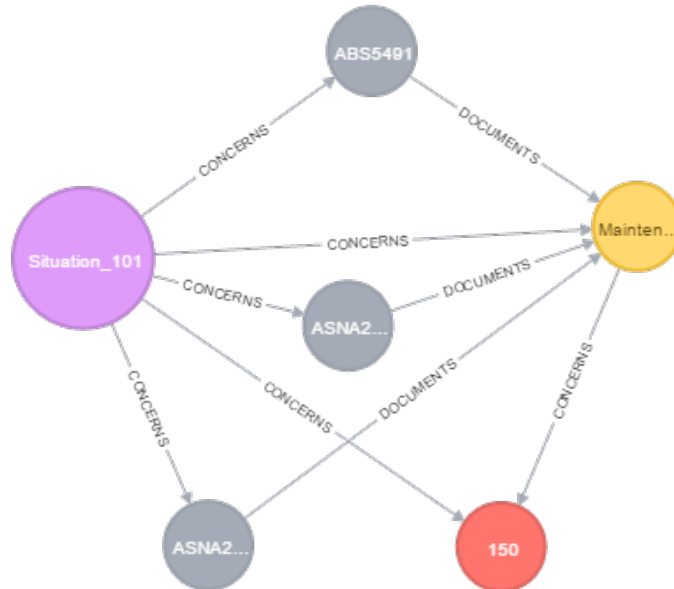 ABS5491
CONCERNS
DOCUMENTS
Mainten...
CONCERNS
Situation_101
CONCERNS
DOCUMENTS
ASNA2...
CONCERNS
CONCERNS
DOCUMENTS
CONCERNS
ASNA2...
150